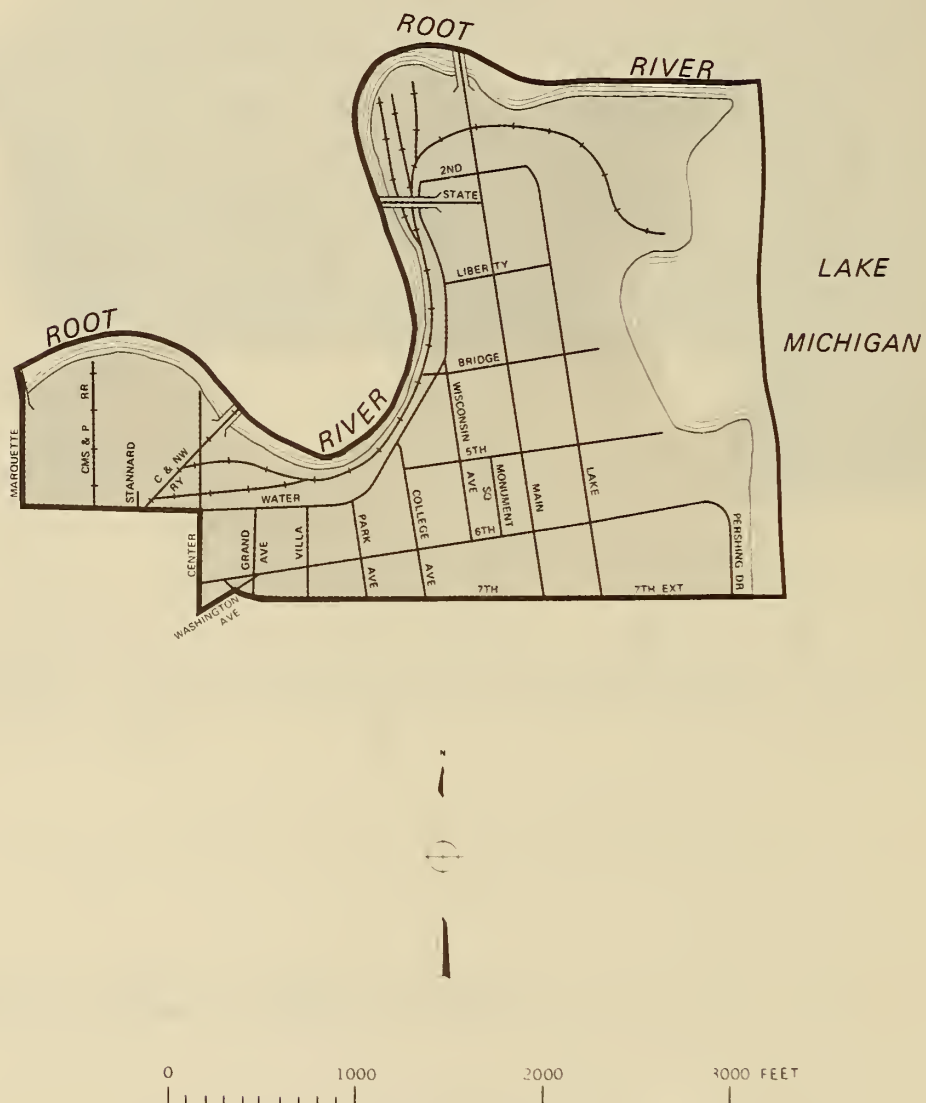 ROOT
RIVER
2ND
STATE
LIBERTY
LAKE
MICHIGAN
ROOT
BRIDGE
RIVER
WISCONSIN AVE
MARQUETTE
CMS & P RR
STANNARD
C & NW RY
5TH
MONUMENT SQ
MAIN
LAKE
WATER
COLLEGE AVE
6TH
PARK AVE
CENTER
GRAND AVE
VILLA
PERSHING DR
7TH
7TH EXT
WASHINGTON AVE
N
0 1000 2000 3000 FEET